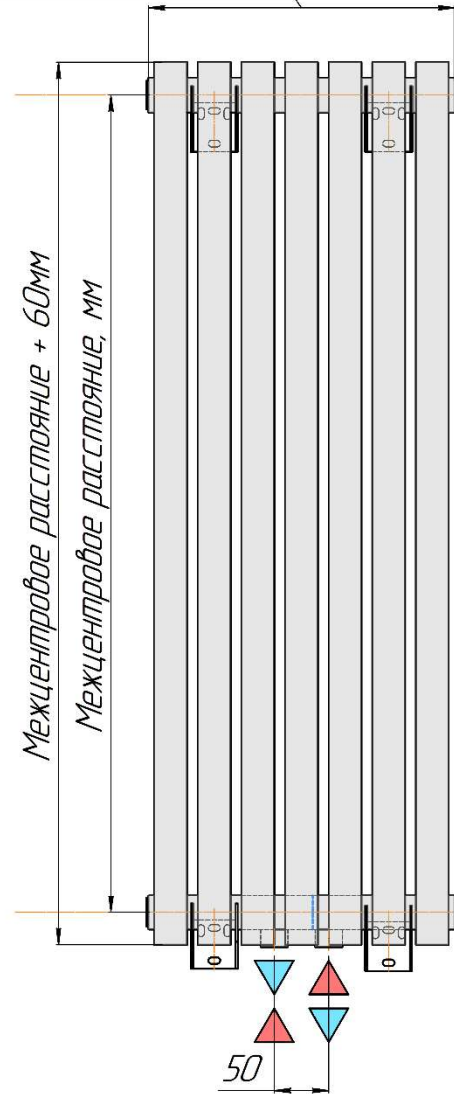 Межцентровое расстояние + 60мм
Межцентровое расстояние, мм
50